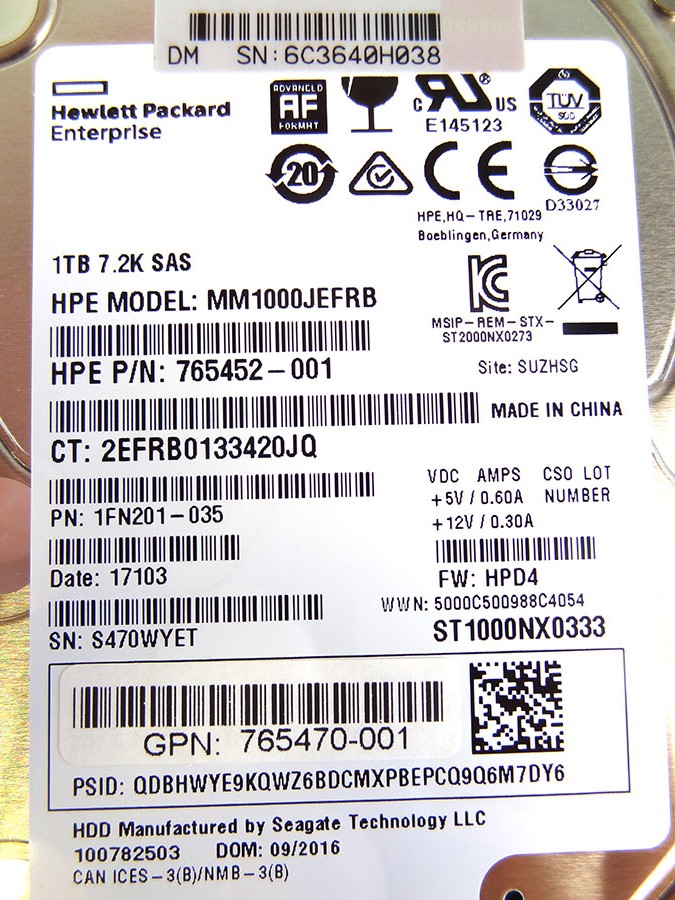 DM SN:6C3640H038
Hewlett Packard
Enterprise
ADVANCED
AF
FORMAT
c RU ® US
E145123
TÜV
SÜD
20
CE
D33027
HPE,HQ-TRE,71029
Boeblingen,Germany
1TB 7.2K SAS
HPE MODEL: MM1000JEFRB
MSIP-REM-STX-
ST2000NX0273
HPE P/N: 765452-001
Site: SUZHSG
MADE IN CHINA
CT: 2EFRB0133420JQ
VDC AMPS CSO LOT
+5V / 0.60A NUMBER
+12V / 0.30A
PN: 1FN201-035
Date: 17103
FW: HPD4
WWN: 5000C500988C4054
SN: S470WYET
ST1000NX0333
GPN: 765470-001
PSID: QDBHWYE9KQWZ6BDCMXPBEPCQ9Q6M7DY6
HDD Manufactured by Seagate Technology LLC
100782503 DOM: 09/2016
CAN ICES-3(B)/NMB-3(B)